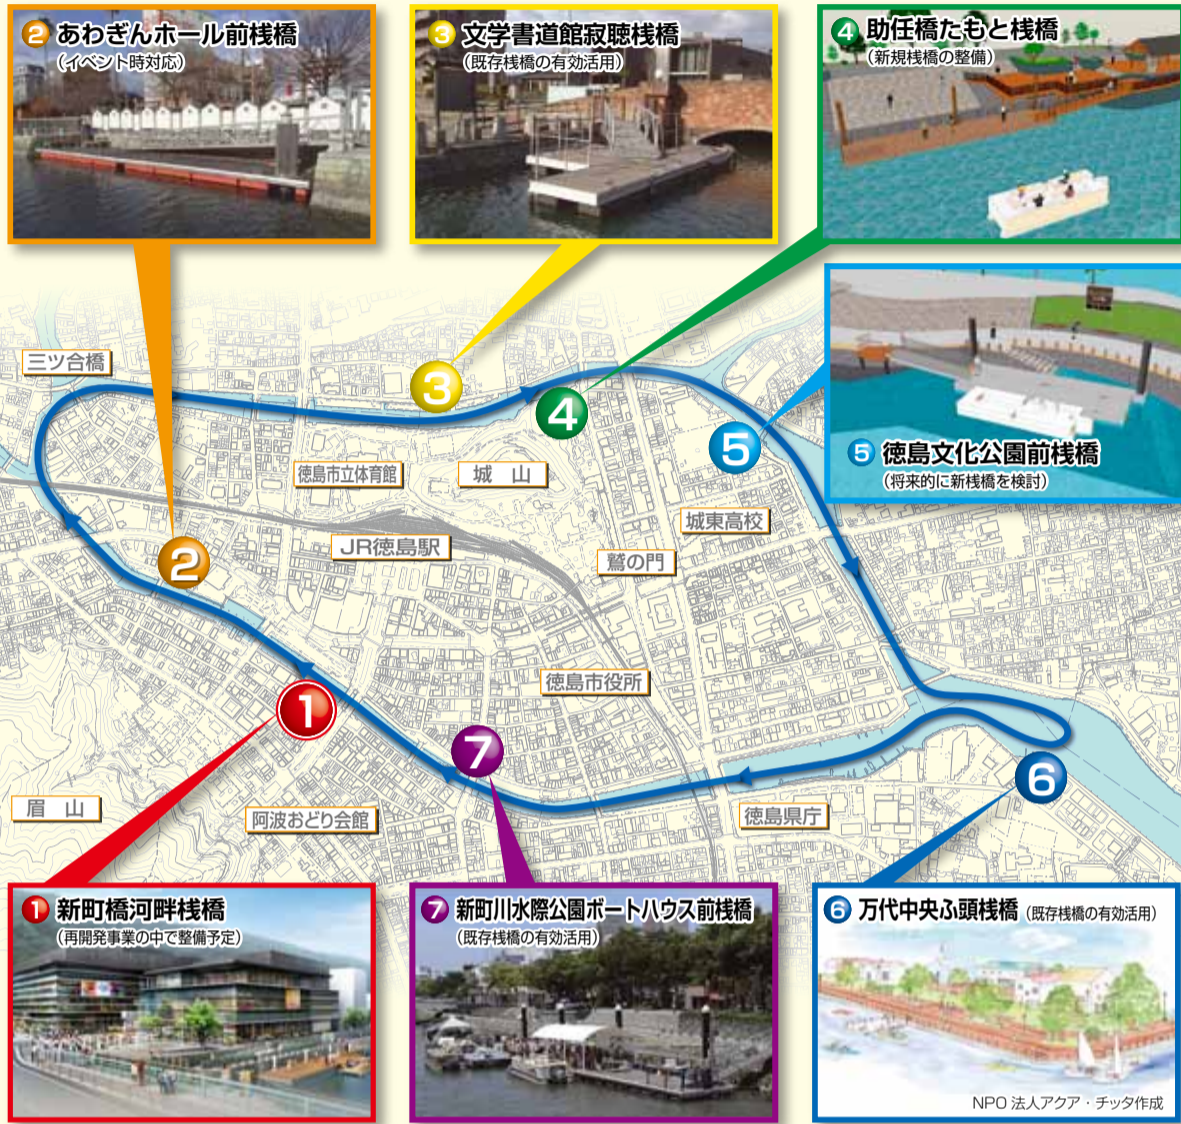 ② あわぎんホール前桟橋
(イベント時対応)
③ 文学書道館寂聴桟橋
(既存桟橋の有効活用)
④ 助任橋たもと桟橋
(新規桟橋の整備)
⑤ 徳島文化公園前桟橋
(将来的に新桟橋を検討)
三ツ合橋
3
4
5
徳島市立体育館
城山
城東高校
JR徳島駅
鷲の門
2
徳島市役所
1
7
6
眉山
阿波おどり会館
徳島県庁
① 新町橋河畔桟橋
(再開発事業の中で整備予定)
⑦ 新町川水際公園ボートハウス前桟橋
(既存桟橋の有効活用)
⑥ 万代中央ふ頭桟橋 (既存桟橋の有効活用)
NPO 法人アクア・チッタ作成